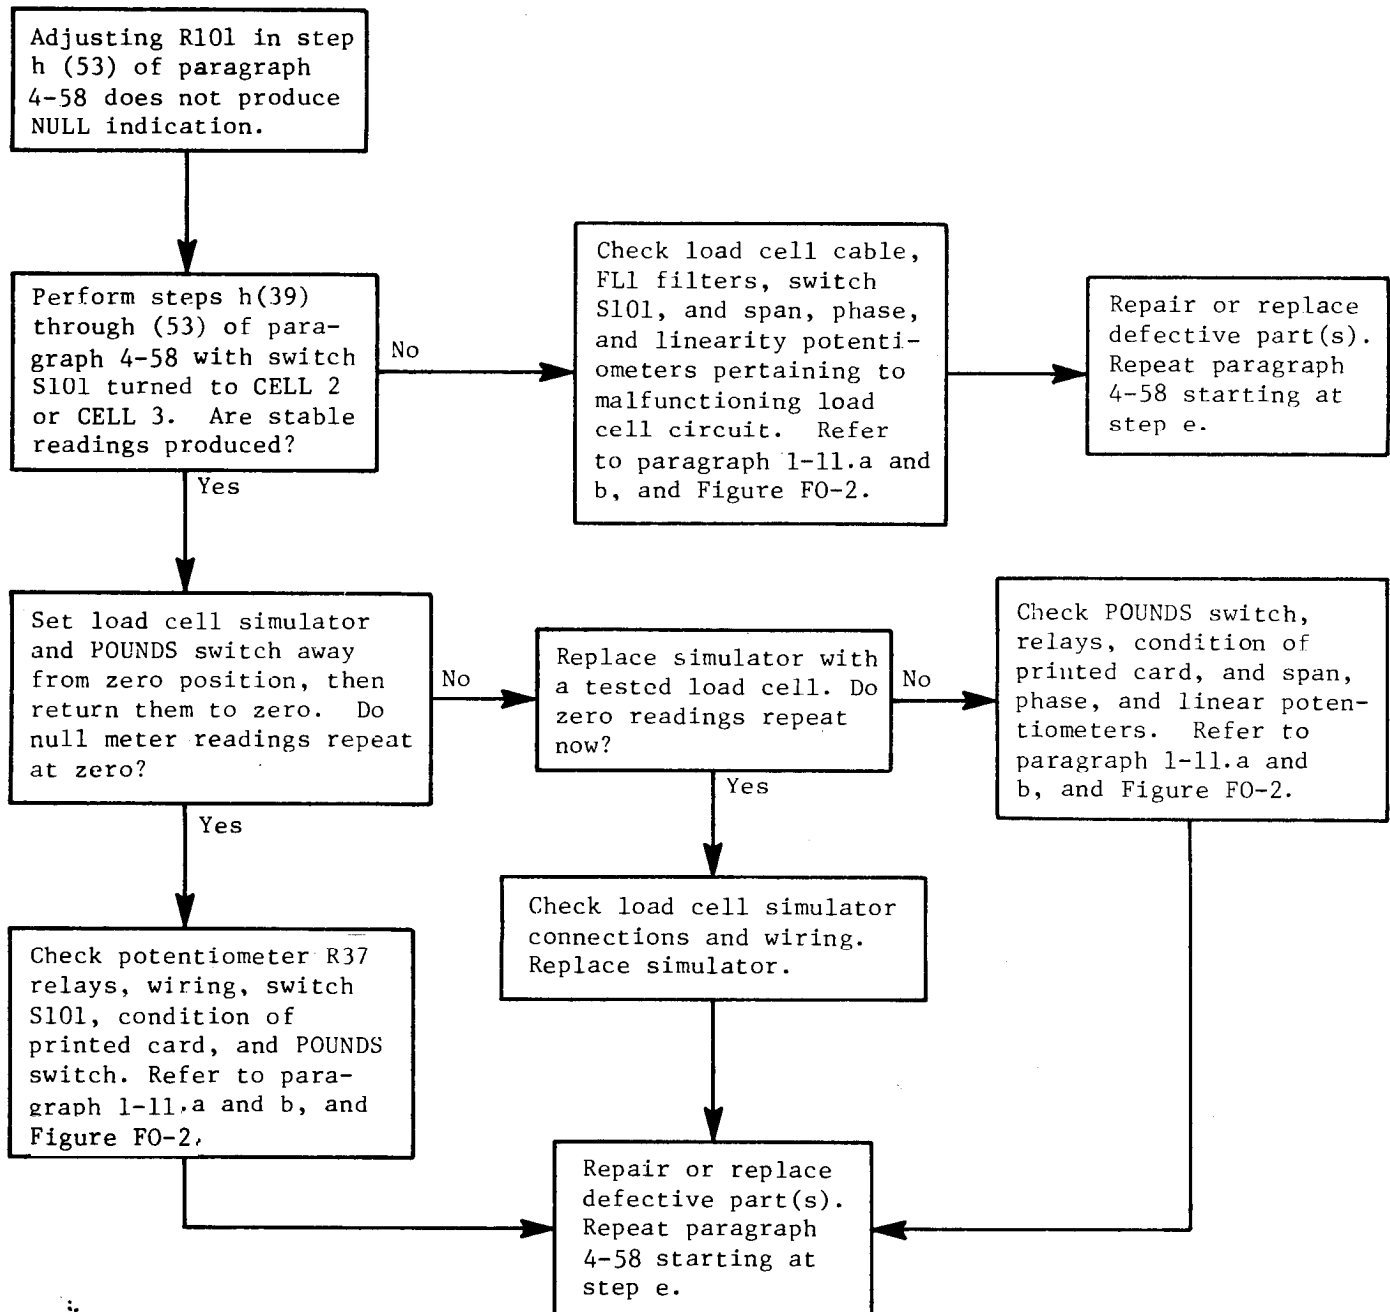 Adjusting R101 in step
h (53) of paragraph
4-58 does not produce
NULL indication.
Perform steps h(39)
through (53) of para-
graph 4-58 with switch
S101 turned to CELL 2
or CELL 3. Are stable
readings produced?
No
Check load cell cable,
FL1 filters, switch
S101, and span, phase,
and linearity potenti-
ometers pertaining to
malfunctioning load
cell circuit. Refer
to paragraph 1-11.a and
b, and Figure FO-2.
Repair or replace
defective part(s).
Repeat paragraph
4-58 starting at
step e.
Yes
Set load cell simulator
and POUNDS switch away
from zero position, then
return them to zero. Do
null meter readings repeat
at zero?
No
Replace simulator with
a tested load cell. Do
zero readings repeat
now?
No
Check POUNDS switch,
relays, condition of
printed card, and span,
phase, and linear poten-
tiometers. Refer to
paragraph 1-11.a and
b, and Figure FO-2.
Yes
Yes
Check load cell simulator
connections and wiring.
Replace simulator.
Check potentiometer R37
relays, wiring, switch
S101, condition of
printed card, and POUNDS
switch. Refer to para-
graph 1-11.a and b, and
Figure FO-2.
Repair or replace
defective part(s).
Repeat paragraph
4-58 starting at
step e.